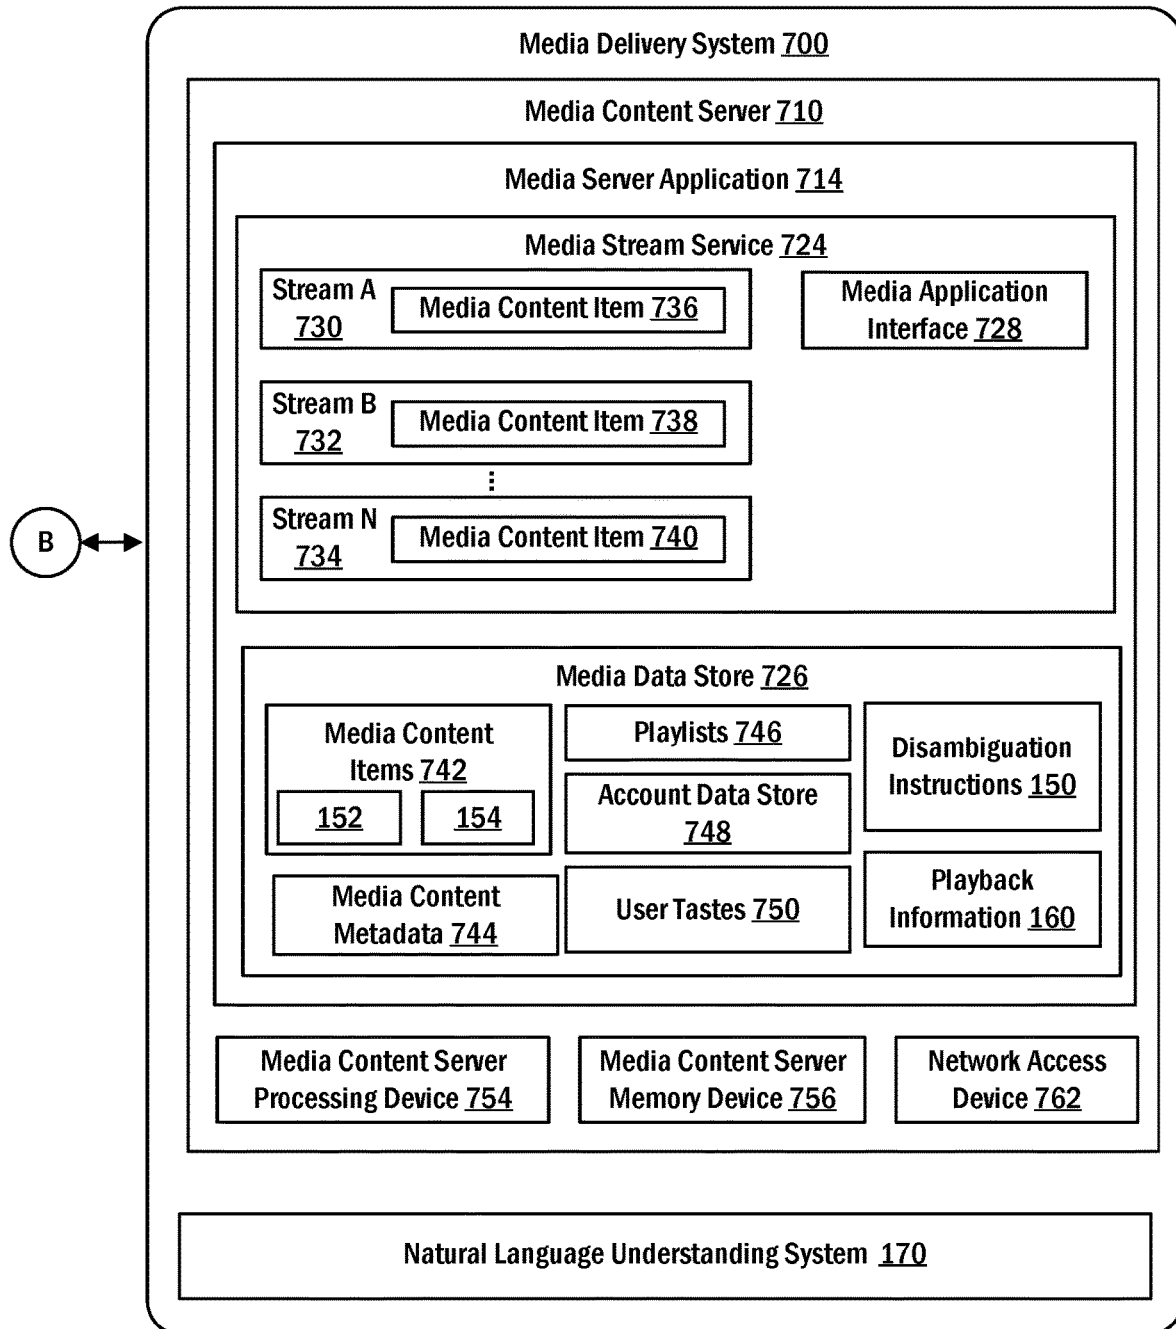 Media Delivery System 700
Media Content Server 710
Media Server Application 714
Media Stream Service 724
Stream A
730
Media Content Item 736
Media Application
Interface 728
Stream B
732
Media Content Item 738
Stream N
734
Media Content Item 740
B
Media Data Store 726
Media Content
Items 742
152
154
Playlists 746
Account Data Store
748
Disambiguation
Instructions 150
Media Content
Metadata 744
User Tastes 750
Playback
Information 160
Media Content Server
Processing Device 754
Media Content Server
Memory Device 756
Network Access
Device 762
Natural Language Understanding System 170